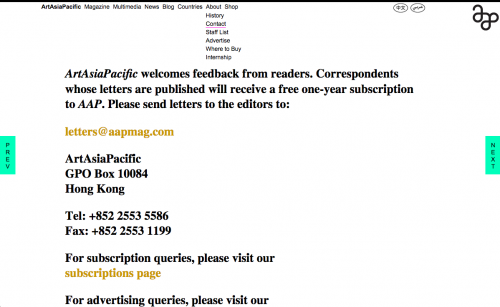 ArtAsiaPacific Magazine Multimedia News Blog Countries About Shop
中文
عربي
History
Contact
Staff List
Advertise
Where to Buy
Internship
ArtAsiaPacific welcomes feedback from readers. Correspondents
whose letters are published will receive a free one-year subscription
to AAP. Please send letters to the editors to:
letters@aapmag.com
PREV
NEXT
ArtAsiaPacific
GPO Box 10084
Hong Kong
Tel: +852 2553 5586
Fax: +852 2553 1199
For subscription queries, please visit our
subscriptions page
For advertising queries, please visit our